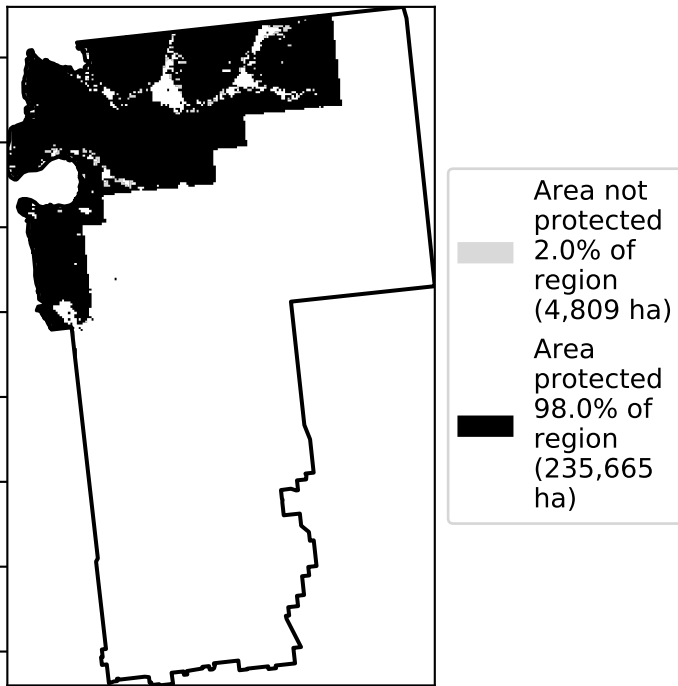 Area not
protected
2.0% of
region
(4,809 ha)
Area
protected
98.0% of
region
(235,665
ha)